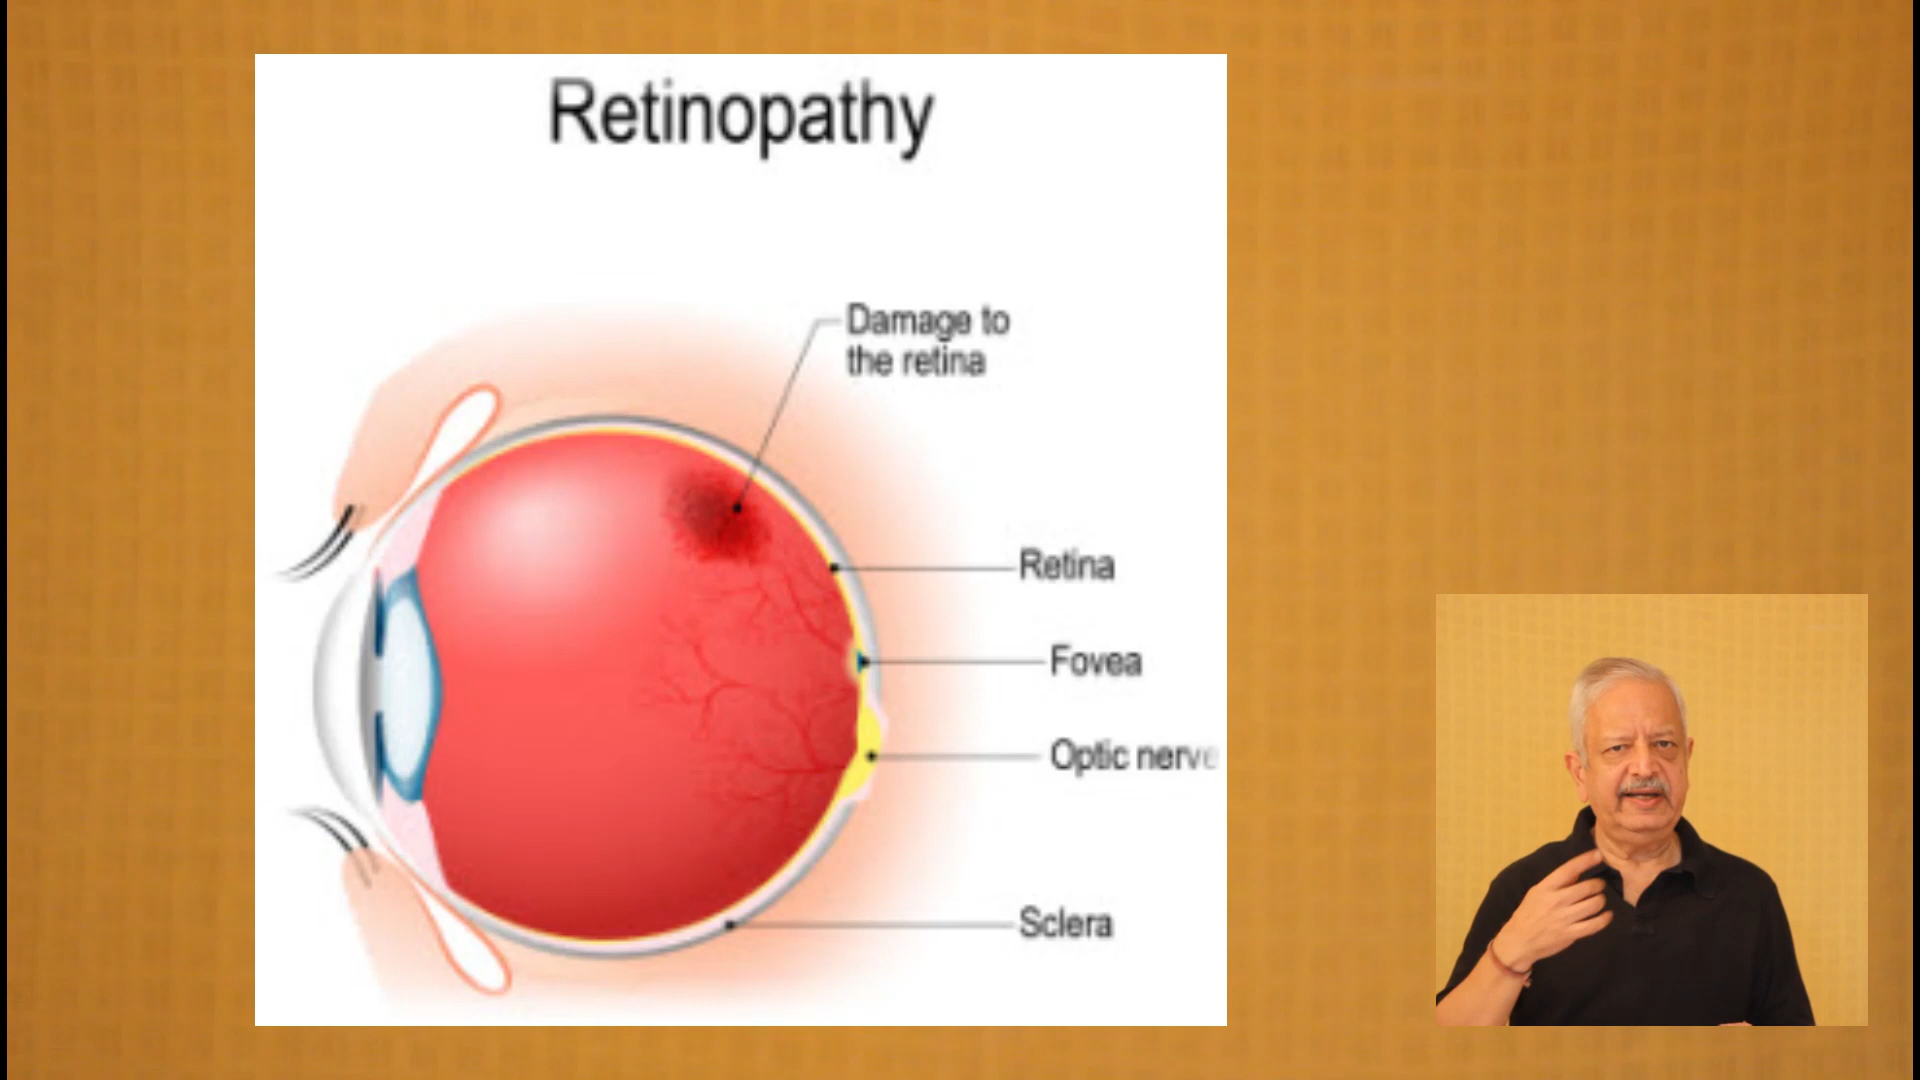 Retinopathy
Damage to
the retina
Retina
Fovea
Optic nerve
Sclera